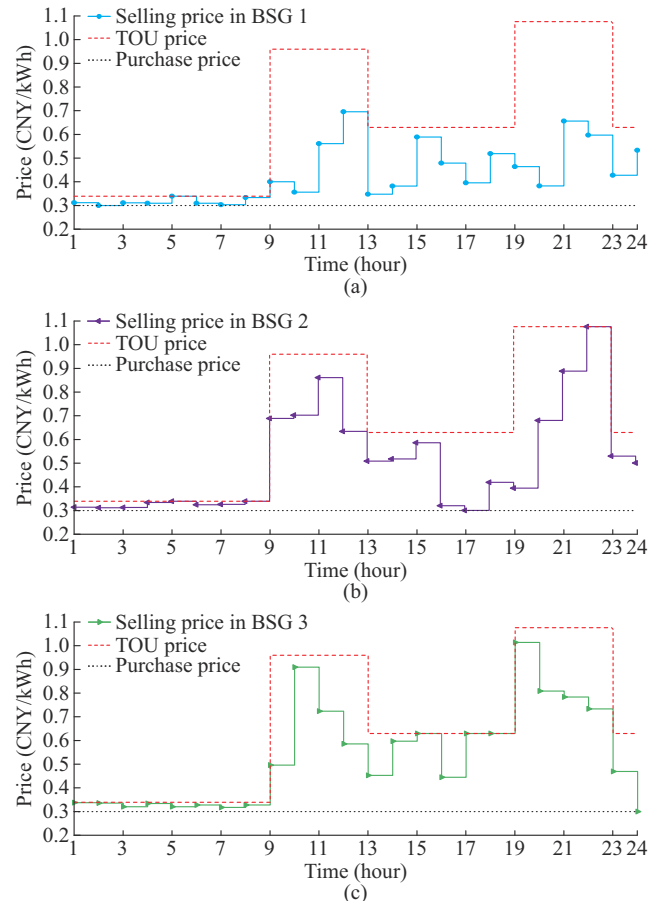 1.1
1.0
0.9
0.8
0.7
0.6
0.5
0.4
0.3
0.2
Price (CNY/kWh)
Selling price in BSG 1
TOU price
Purchase price
1 3 5 7 9 11 13 15 17 19 21 23 24
Time (hour)
(a)
1.1
1.0
0.9
0.8
0.7
0.6
0.5
0.4
0.3
0.2
Price (CNY/kWh)
Selling price in BSG 2
TOU price
Purchase price
1 3 5 7 9 11 13 15 17 19 21 23 24
Time (hour)
(b)
1.1
1.0
0.9
0.8
0.7
0.6
0.5
0.4
0.3
0.2
Price (CNY/kWh)
Selling price in BSG 3
TOU price
Purchase price
1 3 5 7 9 11 13 15 17 19 21 23 24
Time (hour)
(c)